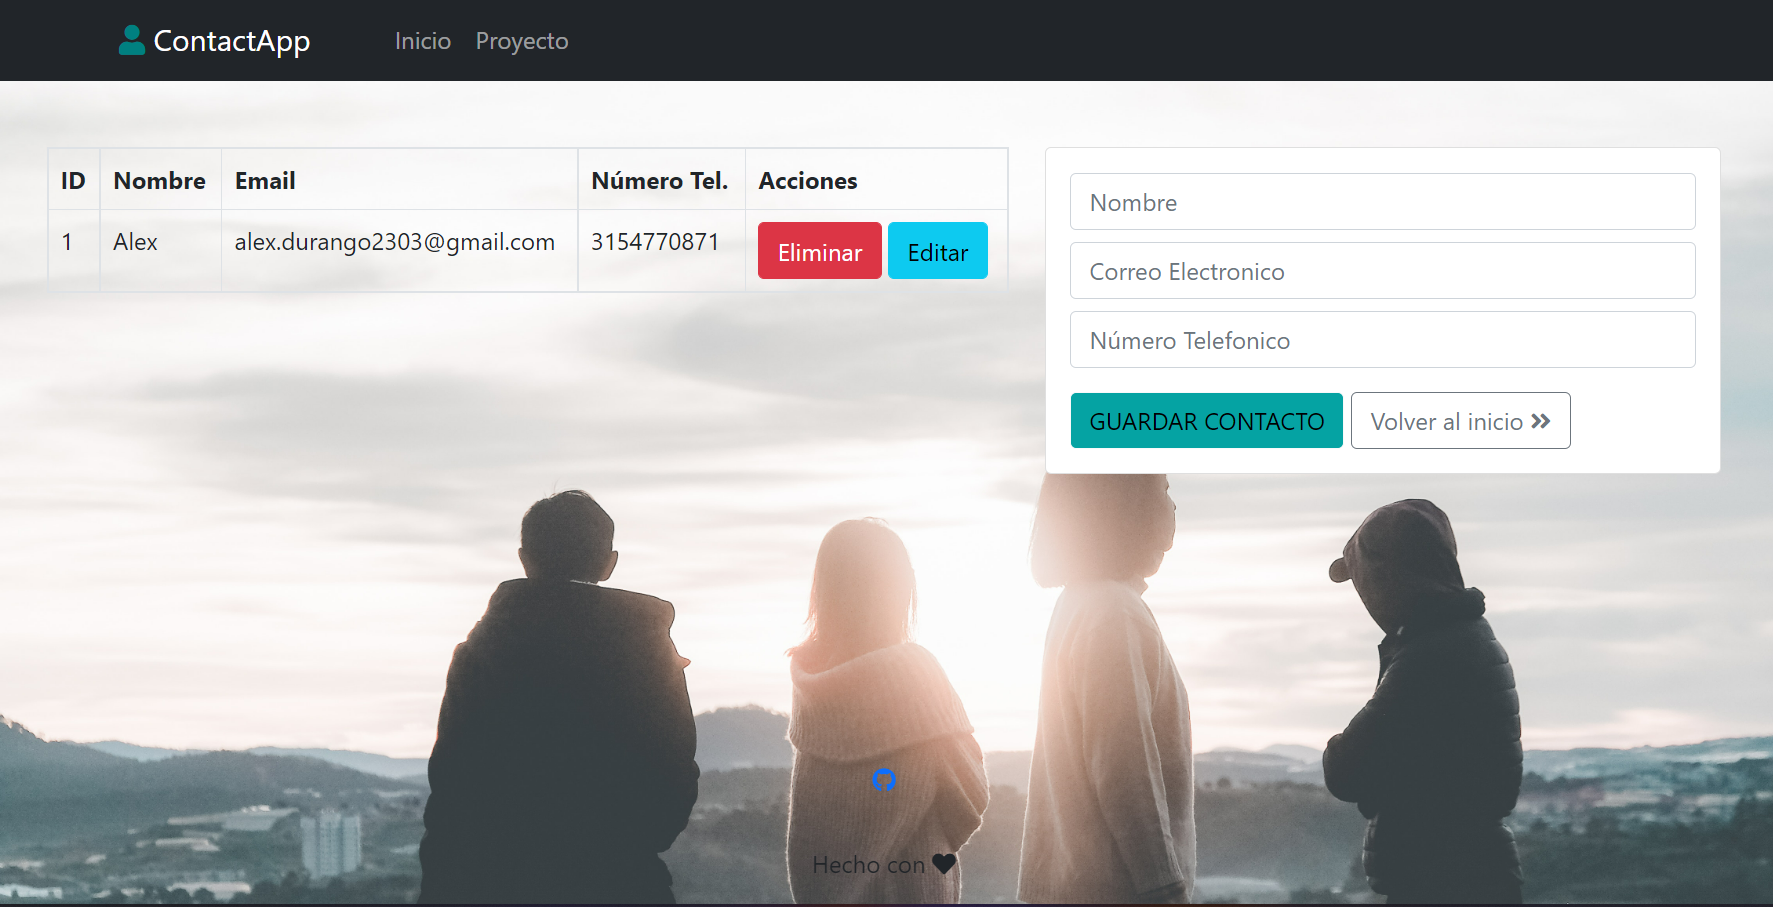 ContactApp Inicio Proyecto
ID Nombre Email Número Tel. Acciones
1 Alex alex.durango2303@gmail.com 3154770871 Eliminar Editar
Nombre
Correo Electronico
Número Telefonico
GUARDAR CONTACTO Volver al inicio
Hecho con